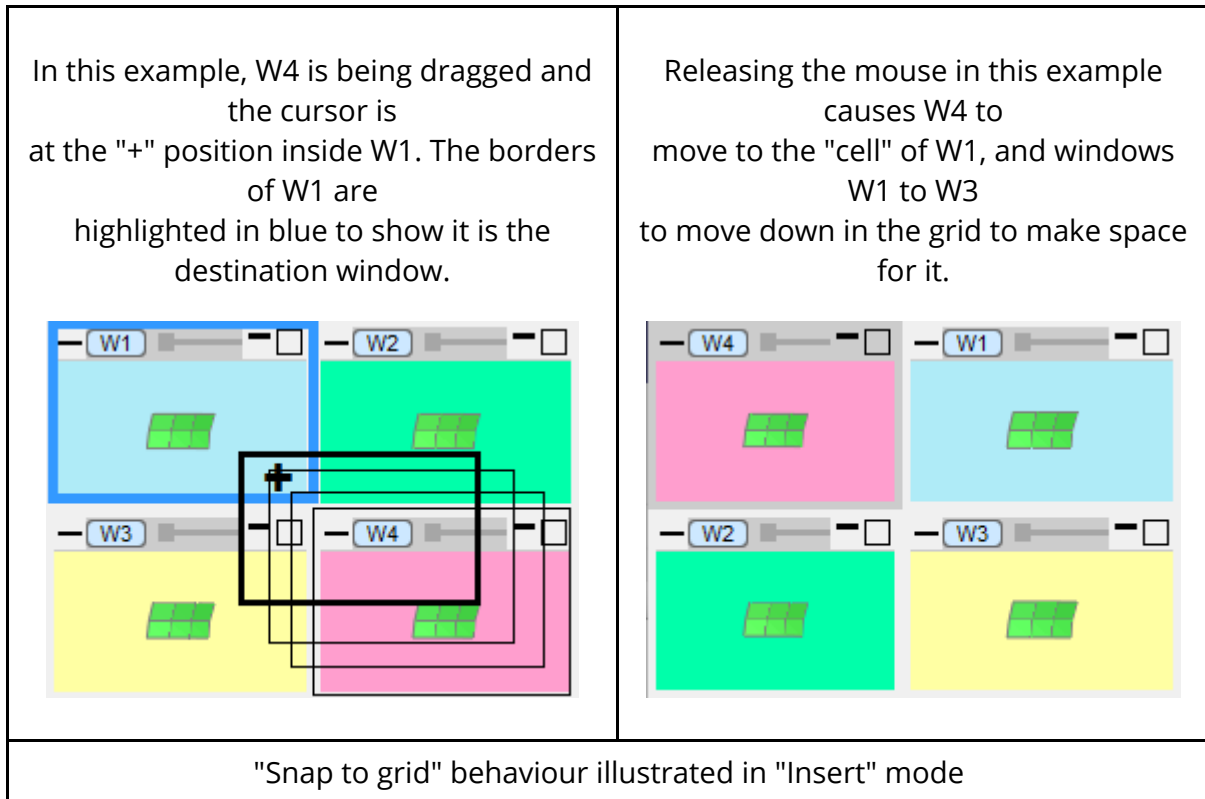 In this example, W4 is being dragged and
the cursor is
at the "+" position inside W1. The borders
of W1 are
highlighted in blue to show it is the
destination window.
Releasing the mouse in this example
causes W4 to
move to the "cell" of W1, and windows
W1 to W3
to move down in the grid to make space
for it.
W1 W2
W3 W4
W4 W1
W2 W3
"Snap to grid" behaviour illustrated in "Insert" mode